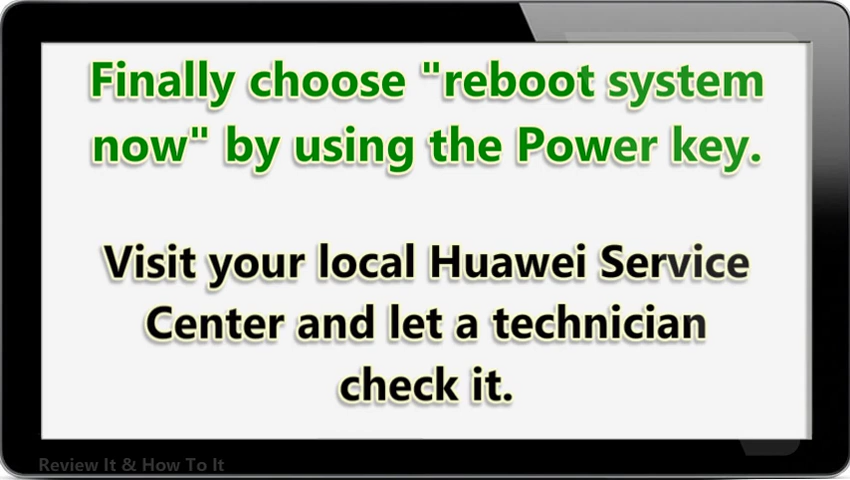 Finally choose "reboot system
now" by using the Power key.
Visit your local Huawei Service
Center and let a technician
check it.
Review It & How To It